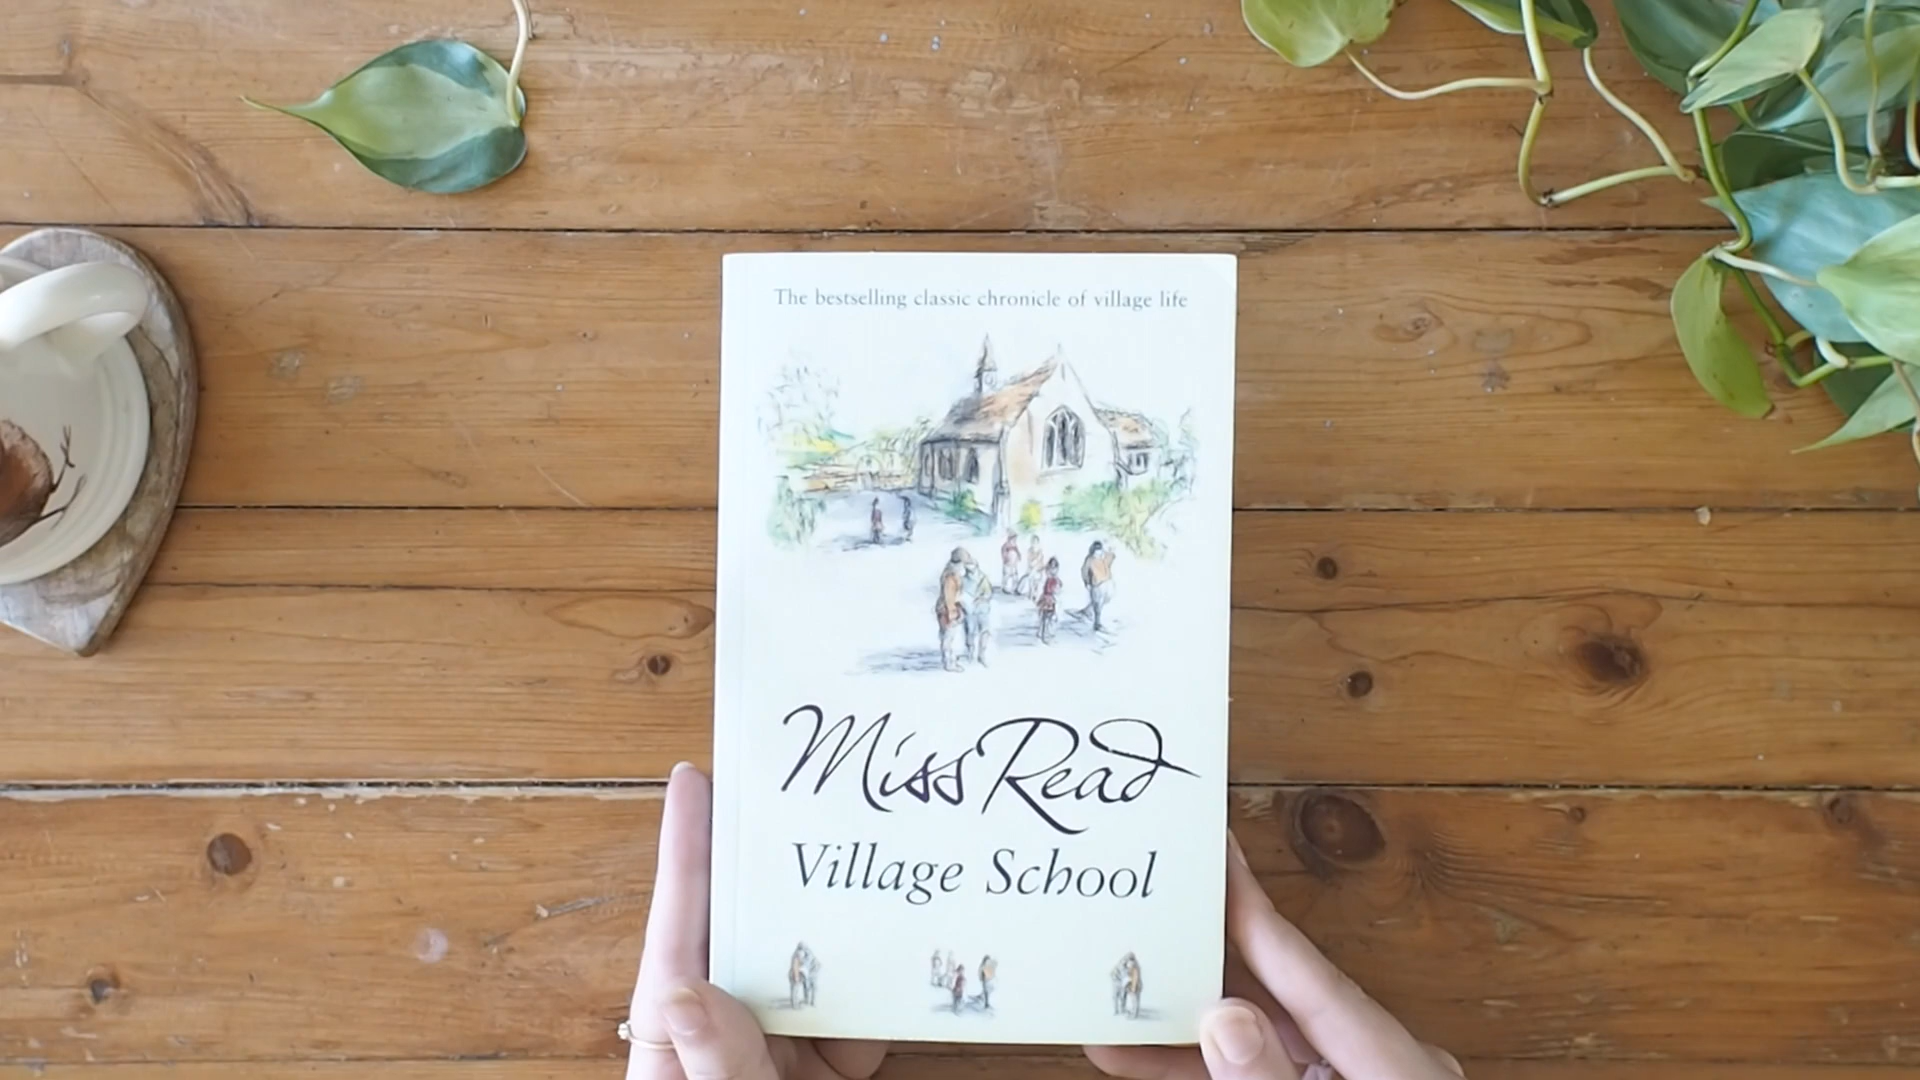 The bestselling classic chronicle of village life
Miss Read
Village School